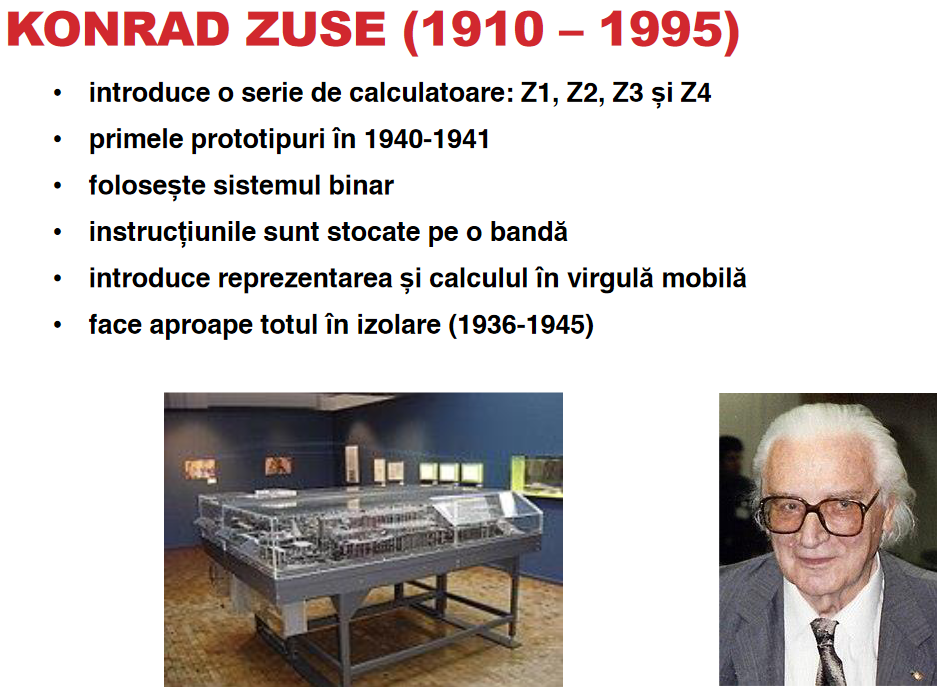 KONRAD ZUSE (1910 – 1995)
• introduce o serie de calculatoare: Z1, Z2, Z3 și Z4
• primele prototipuri în 1940-1941
• folosește sistemul binar
• instrucțiunile sunt stocate pe o bandă
• introduce reprezentarea și calculul în virgulă mobilă
• face aproape totul în izolare (1936-1945)